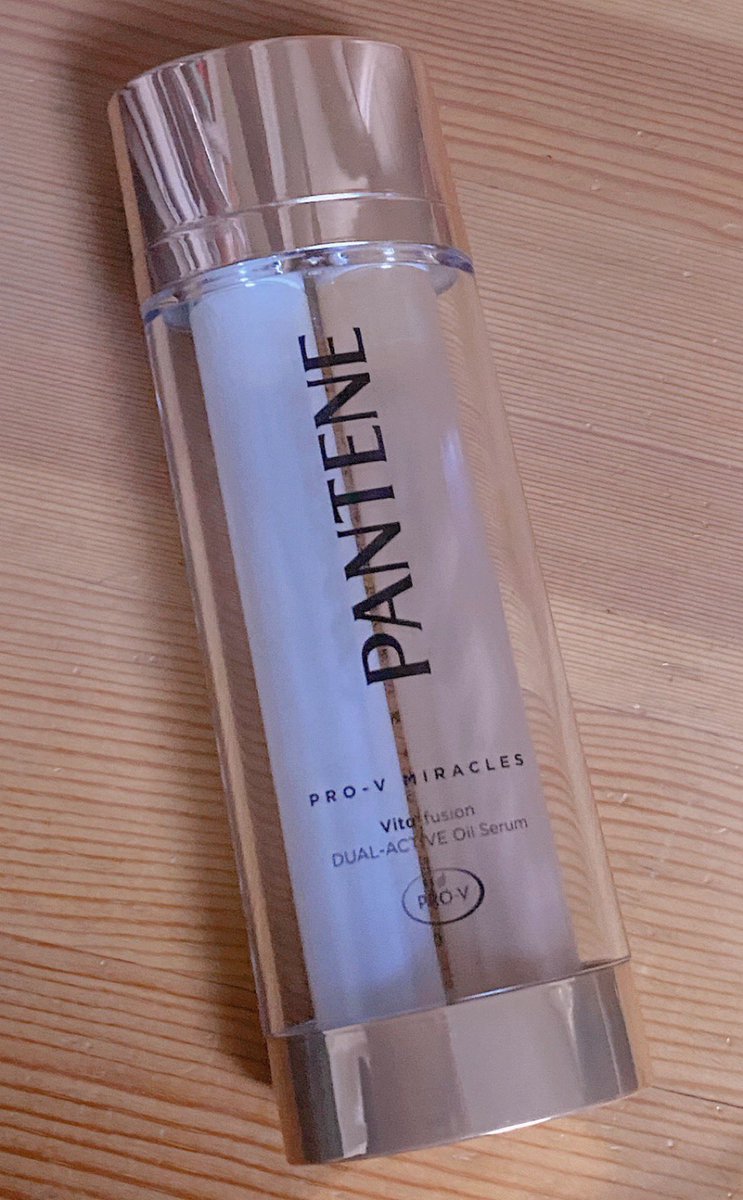 PANTENE
PRO-V MIRACLES
Vita fusion
DUAL-ACTIVE Oil Serum
PRO-V